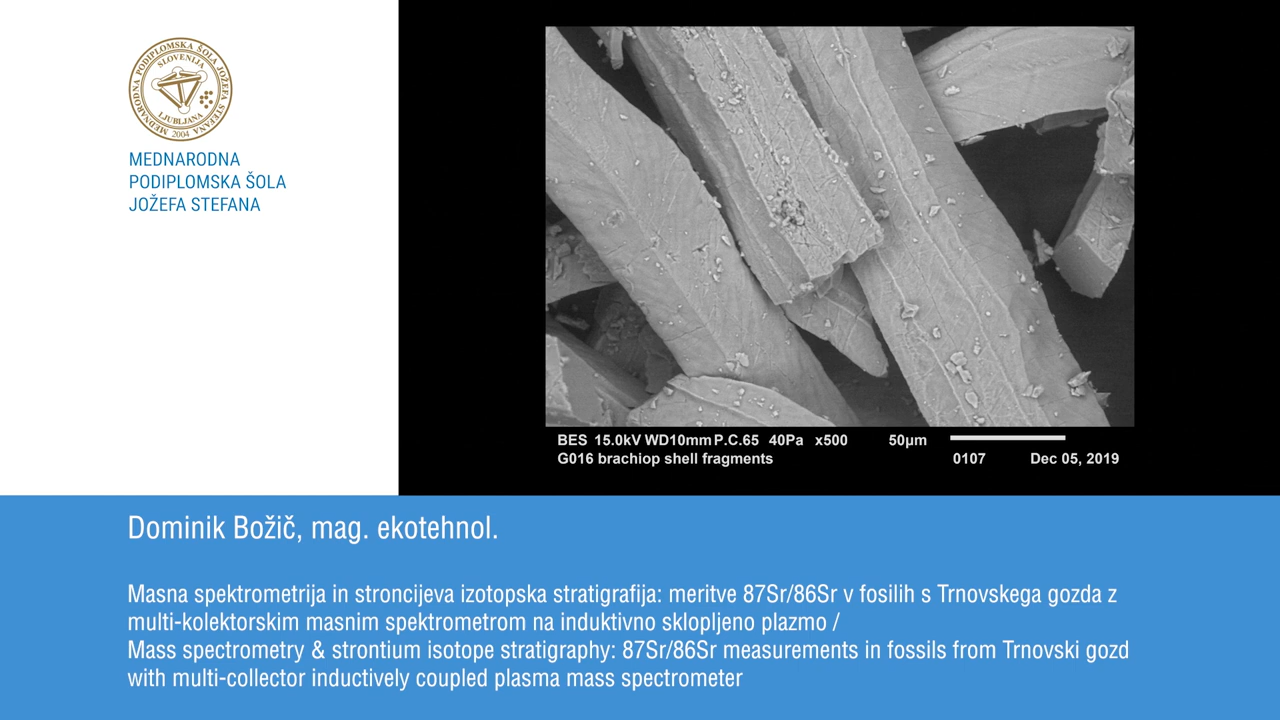 MEDNARODNA PODIPLOMSKA ŠOLA JOŽEFA STEFANA
SLOVENIJA
LJUBLJANA
2004
MEDNARODNA
PODIPLOMSKA ŠOLA
JOŽEFA STEFANA
BES 15.0kV WD10mm P.C.65 40Pa x500 50µm
G016 brachiop shell fragments 0107 Dec 05, 2019
Dominik Božič, mag. ekotehnol.
Masna spektrometrija in stroncijeva izotopska stratigrafija: meritve 87Sr/86Sr v fosilih s Trnovskega gozda z
multi-kolektorskim masnim spektrometrom na induktivno sklopljeno plazmo /
Mass spectrometry & strontium isotope stratigraphy: 87Sr/86Sr measurements in fossils from Trnovski gozd
with multi-collector inductively coupled plasma mass spectrometer